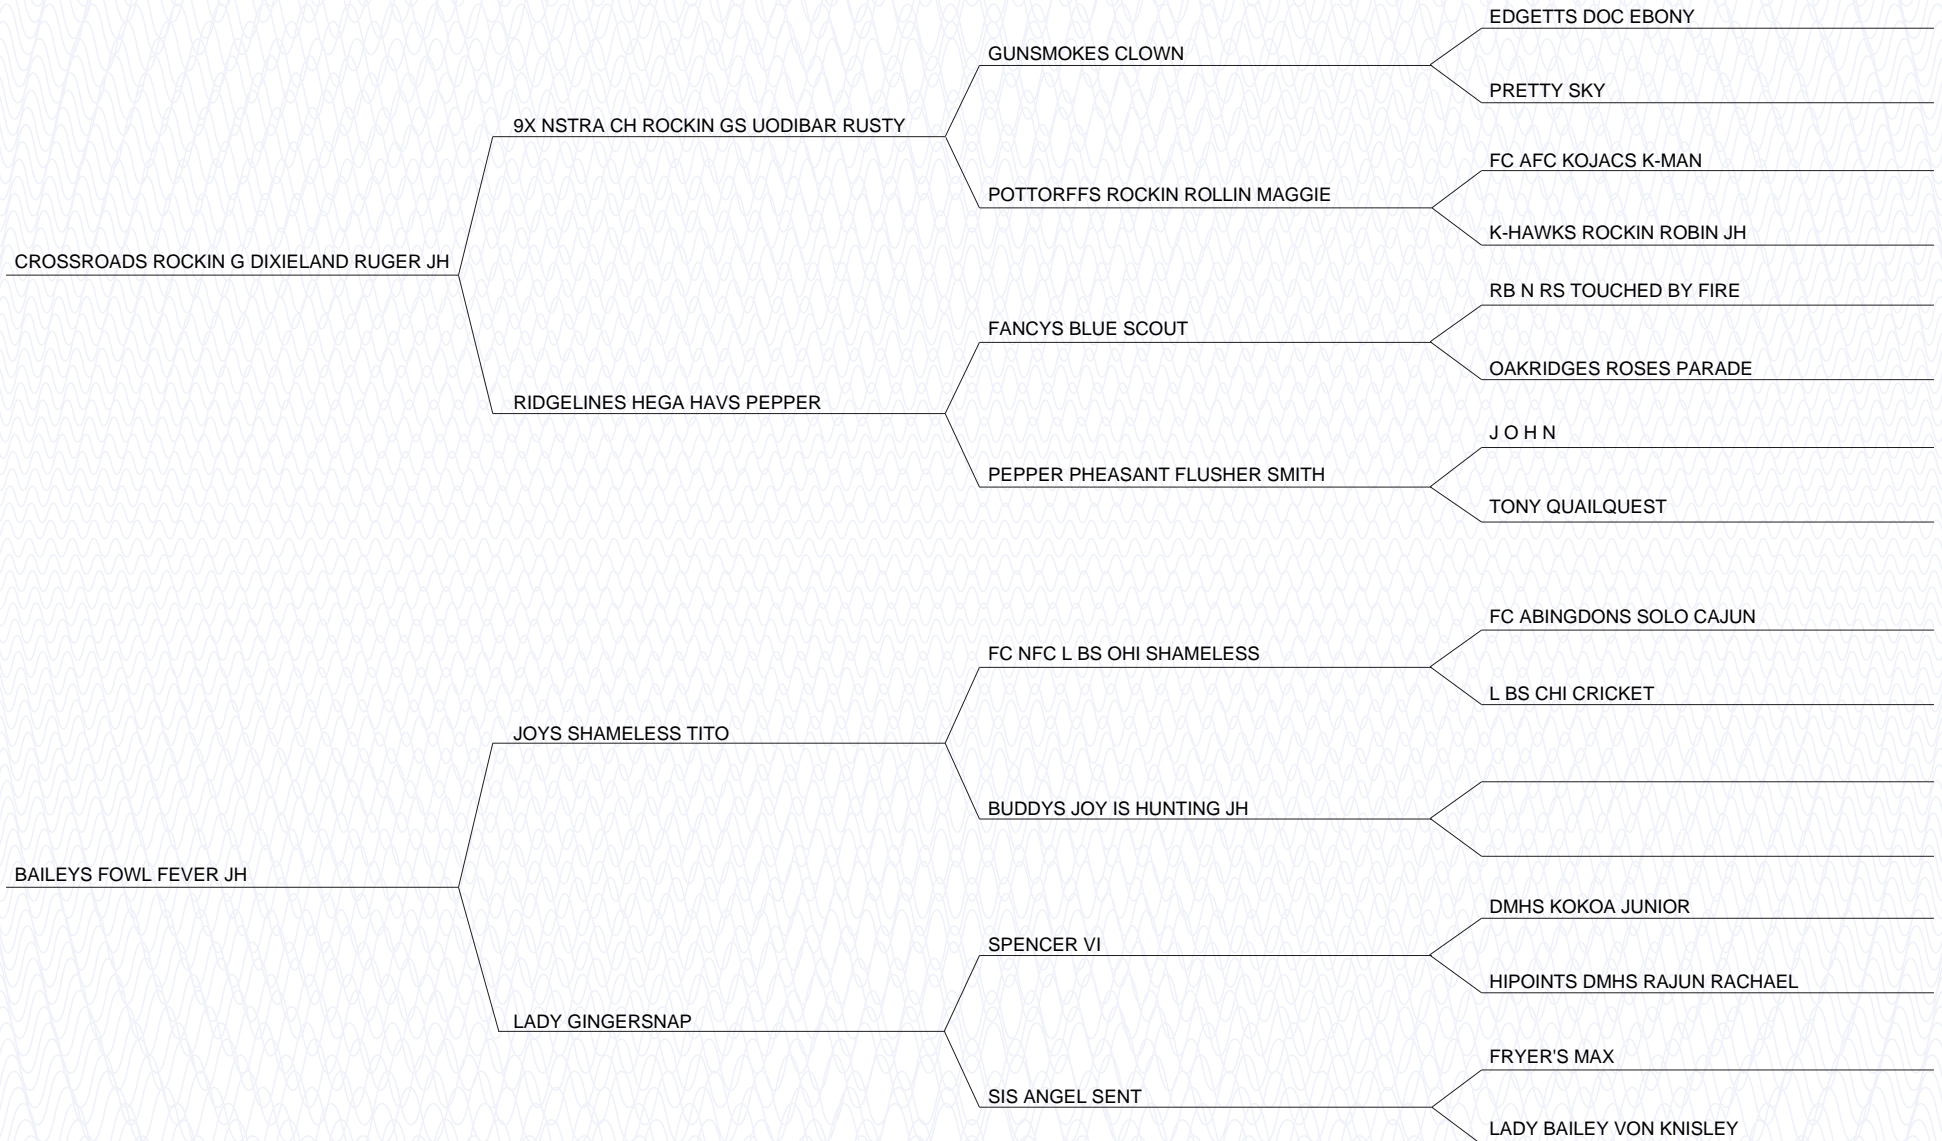 EDGETTS DOC EBONY
GUNSMOKES CLOWN
PRETTY SKY
9X NSTRA CH ROCKIN GS UODIBAR RUSTY
FC AFC KOJACS K-MAN
POTTORFFS ROCKIN ROLLIN MAGGIE
K-HAWKS ROCKIN ROBIN JH
CROSSROADS ROCKIN G DIXIELAND RUGER JH
RB N RS TOUCHED BY FIRE
FANCYS BLUE SCOUT
OAKRIDGES ROSES PARADE
RIDGELINES HEGA HAVS PEPPER
J O H N
PEPPER PHEASANT FLUSHER SMITH
TONY QUAILQUEST
FC ABINGDONS SOLO CAJUN
FC NFC L BS OHI SHAMELESS
L BS CHI CRICKET
JOYS SHAMELESS TITO
BUDDYS JOY IS HUNTING JH
BAILEYS FOWL FEVER JH
DMHS KOKOA JUNIOR
SPENCER VI
HIPOINTS DMHS RAJUN RACHAEL
LADY GINGERSNAP
FRYER'S MAX
SIS ANGEL SENT
LADY BAILEY VON KNISLEY